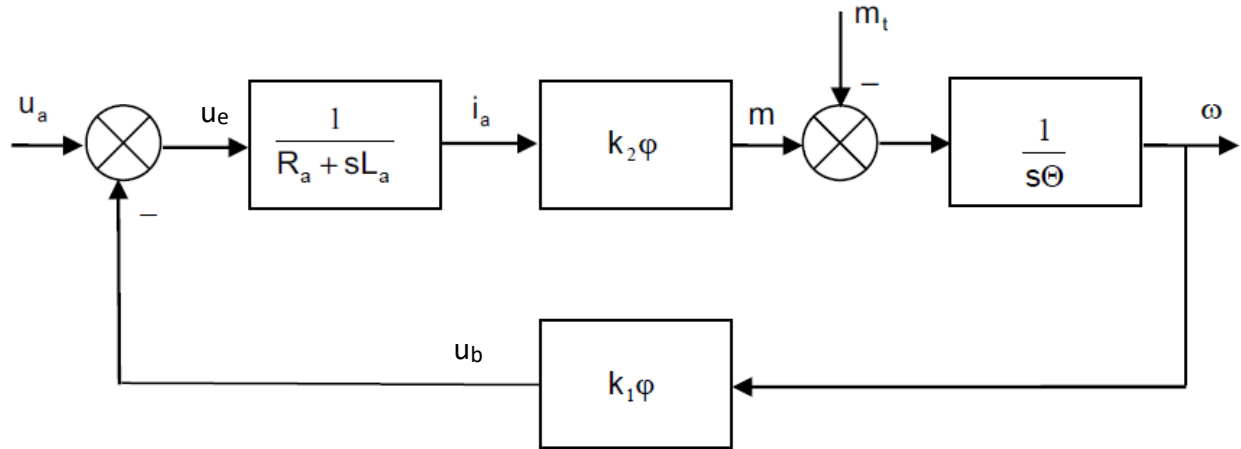 m_t
−
u_a
u_e
1
R_a + sL_a
i_a
k_2φ
m
1
sΘ
ω
−
u_b
k_1φ